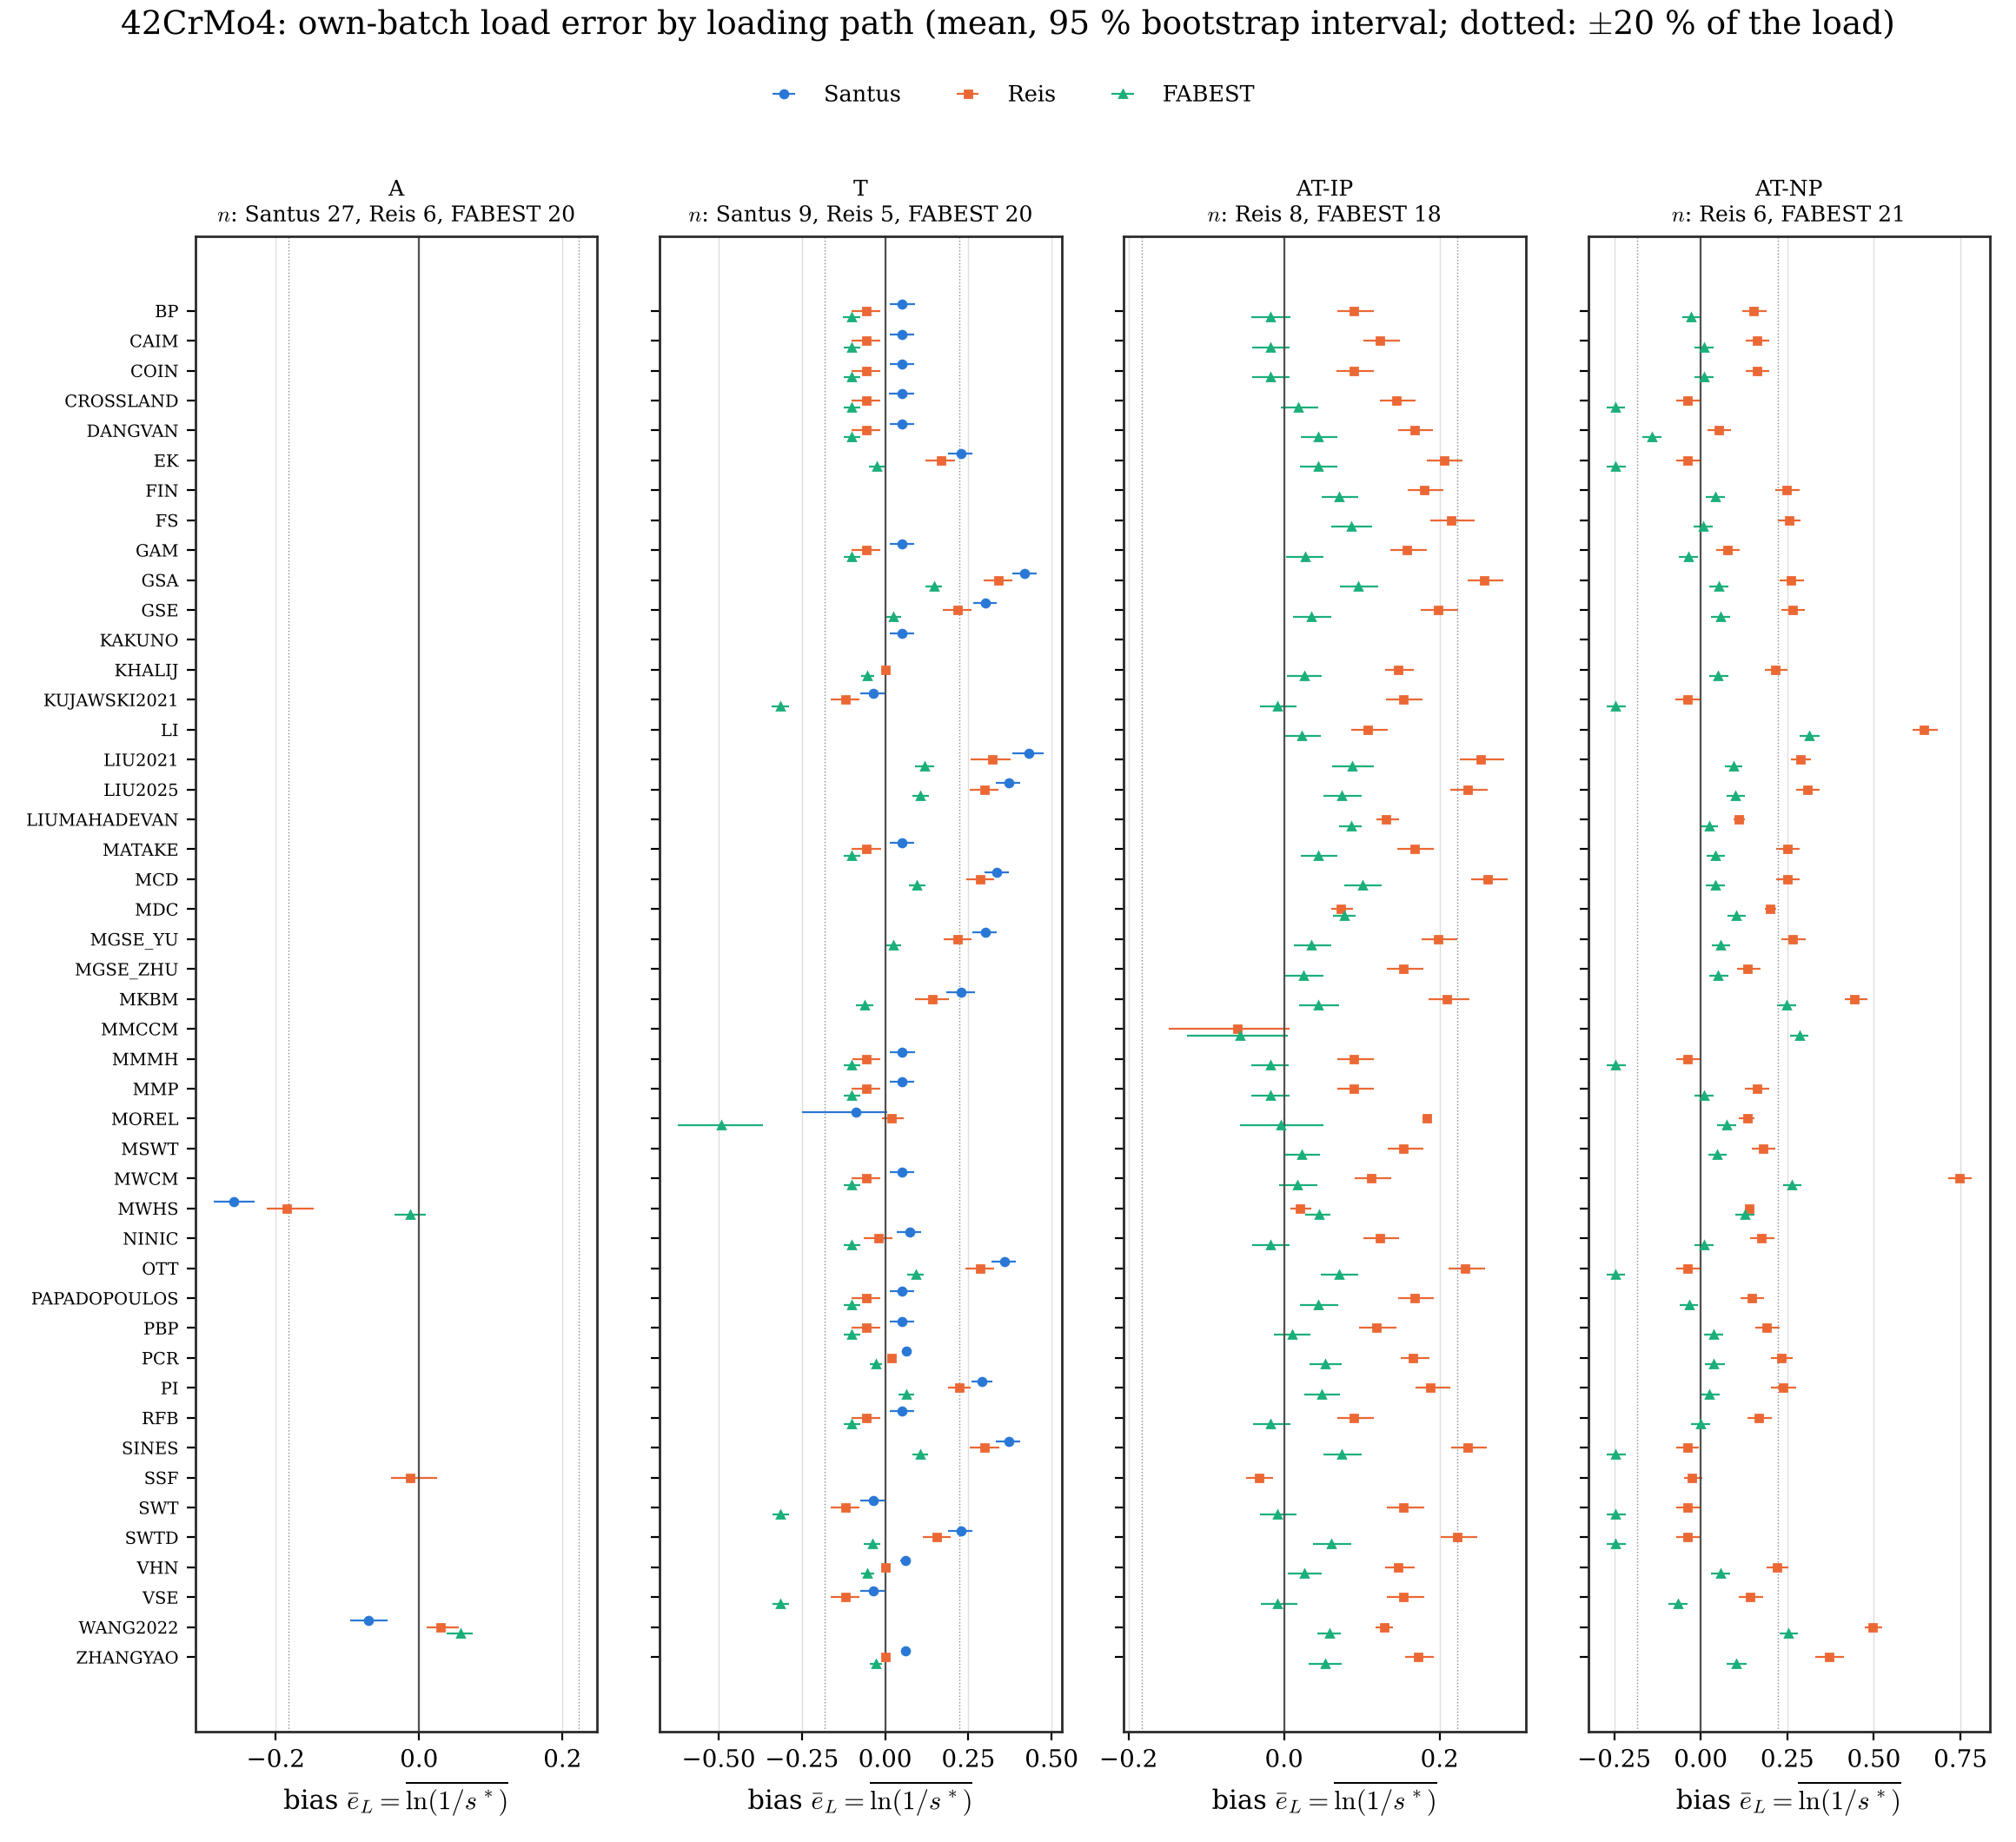 42CrMo4: own-batch load error by loading path (mean, 95 % bootstrap interval; dotted: ±20 % of the load)
Santus Reis FABEST
A
n: Santus 27, Reis 6, FABEST 20
T
n: Santus 9, Reis 5, FABEST 20
AT-IP
n: Reis 8, FABEST 18
AT-NP
n: Reis 6, FABEST 21
BP
CAIM
COIN
CROSSLAND
DANGVAN
EK
FIN
FS
GAM
GSA
GSE
KAKUNO
KHALIJ
KUJAWSKI2021
LI
LIU2021
LIU2025
LIUMAHADEVAN
MATAKE
MCD
MDC
MGSE_YU
MGSE_ZHU
MKBM
MMCCM
MMMH
MMP
MOREL
MSWT
MWCM
MWHS
NINIC
OTT
PAPADOPOULOS
PBP
PCR
PI
RFB
SINES
SSF
SWT
SWTD
VHN
VSE
WANG2022
ZHANGYAO
−0.2 0.0 0.2
bias ē_L = ln(1/s*)
−0.50 −0.25 0.00 0.25 0.50
bias ē_L = ln(1/s*)
−0.2 0.0 0.2
bias ē_L = ln(1/s*)
−0.25 0.00 0.25 0.50 0.75
bias ē_L = ln(1/s*)